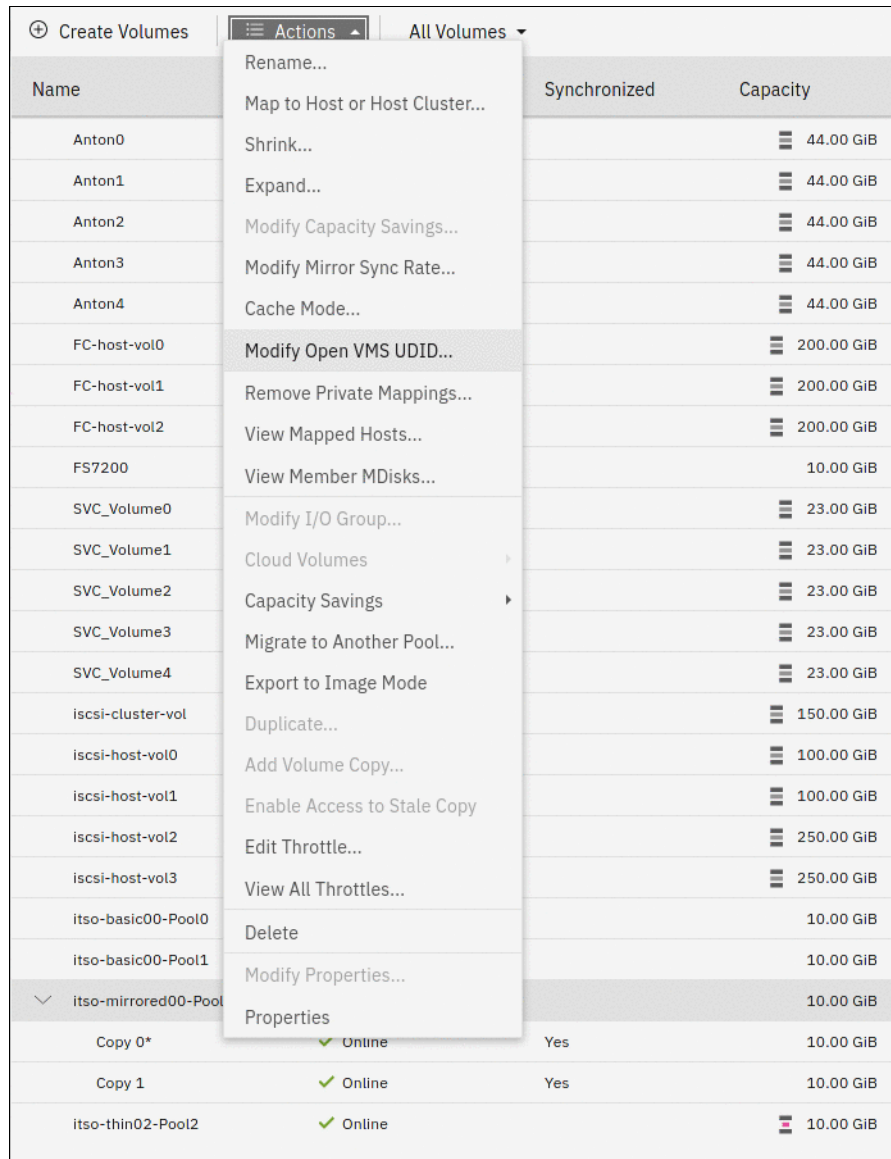 Create Volumes Actions All Volumes
Rename...
Name Synchronized Capacity
Map to Host or Host Cluster...
Anton0 Shrink... 44.00 GiB
Anton1 Expand... 44.00 GiB
Anton2 Modify Capacity Savings... 44.00 GiB
Anton3 Modify Mirror Sync Rate... 44.00 GiB
Anton4 Cache Mode... 44.00 GiB
FC-host-vol0 Modify Open VMS UDID... 200.00 GiB
FC-host-vol1 Remove Private Mappings... 200.00 GiB
FC-host-vol2 View Mapped Hosts... 200.00 GiB
FS7200 View Member MDisks... 10.00 GiB
SVC_Volume0 Modify I/O Group... 23.00 GiB
SVC_Volume1 Cloud Volumes 23.00 GiB
SVC_Volume2 Capacity Savings 23.00 GiB
SVC_Volume3 Migrate to Another Pool... 23.00 GiB
SVC_Volume4 Export to Image Mode 23.00 GiB
iscsi-cluster-vol Duplicate... 150.00 GiB
iscsi-host-vol0 Add Volume Copy... 100.00 GiB
iscsi-host-vol1 Enable Access to Stale Copy 100.00 GiB
iscsi-host-vol2 Edit Throttle... 250.00 GiB
iscsi-host-vol3 View All Throttles... 250.00 GiB
itso-basic00-Pool0 Delete 10.00 GiB
itso-basic00-Pool1 Modify Properties... 10.00 GiB
itso-mirrored00-Pool Properties 10.00 GiB
Copy 0* Online Yes 10.00 GiB
Copy 1 Online Yes 10.00 GiB
itso-thin02-Pool2 Online 10.00 GiB